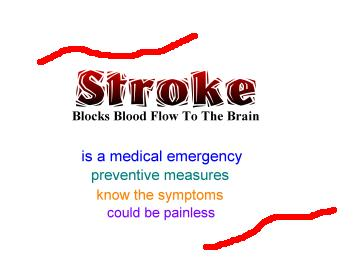 Stroke
Blocks Blood Flow To The Brain
is a medical emergency
preventive measures
know the symptoms
could be painless